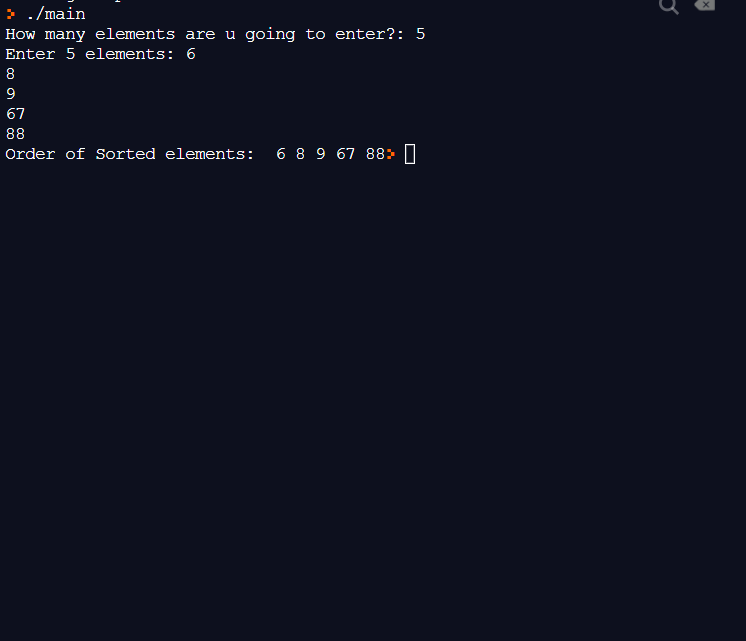 > ./main
How many elements are u going to enter?: 5
Enter 5 elements: 6
8
9
67
88
Order of Sorted elements:  6 8 9 67 88>